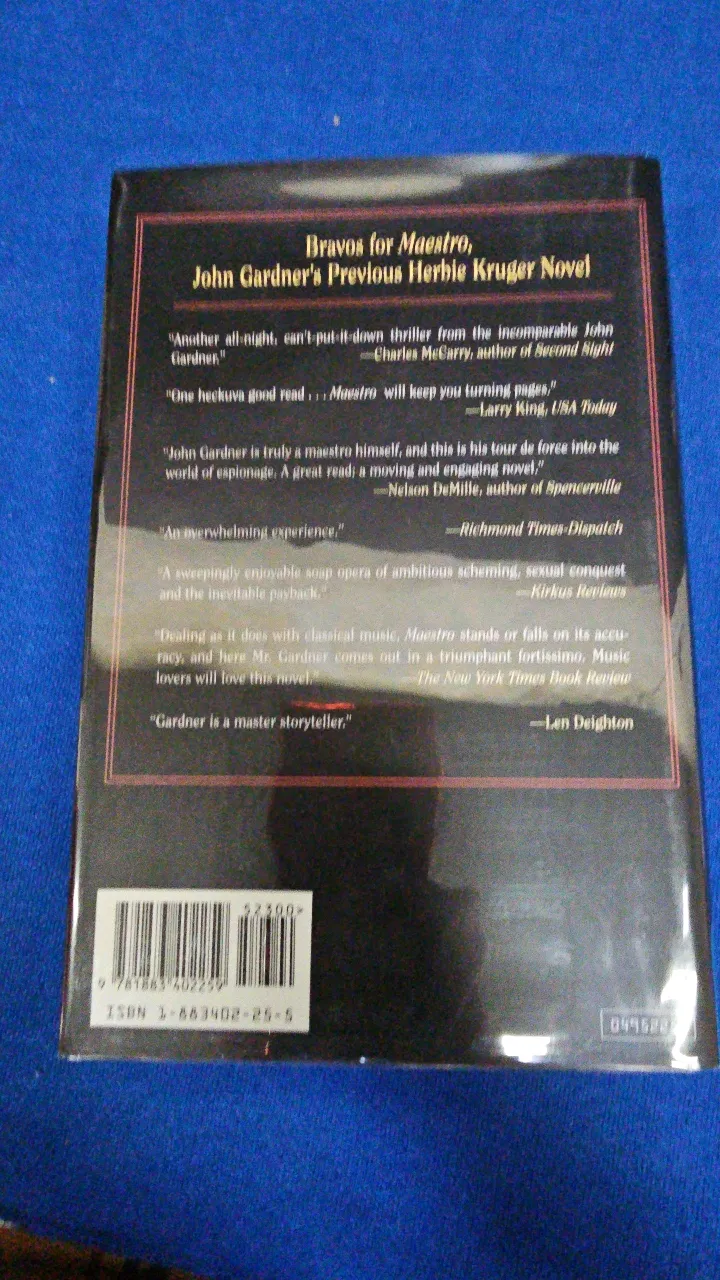 Bravos for Maestro,
John Gardner's Previous Herbie Kruger Novel
"Another all-night, can't-put-it-down thriller from the incomparable John
Gardner." —Charles McCarry, author of Second Sight
"One heckuva good read . . . Maestro will keep you turning pages."
—Larry King, USA Today
"John Gardner is truly a maestro himself, and this is his tour de force into the
world of espionage. A great read; a moving and engaging novel."
—Nelson DeMille, author of Spencerville
"An overwhelming experience." —Richmond Times-Dispatch
"A sweepingly enjoyable soap opera of ambitious scheming, sexual conquest
and the inevitable payback." —Kirkus Reviews
"Dealing as it does with classical music, Maestro stands or falls on its accu-
racy, and here Mr. Gardner comes out in a triumphant fortissimo. Music
lovers will love this novel." —The New York Times Book Review
"Gardner is a master storyteller." —Len Deighton
52300>
9 781883 402259
ISBN 1-883402-25-5